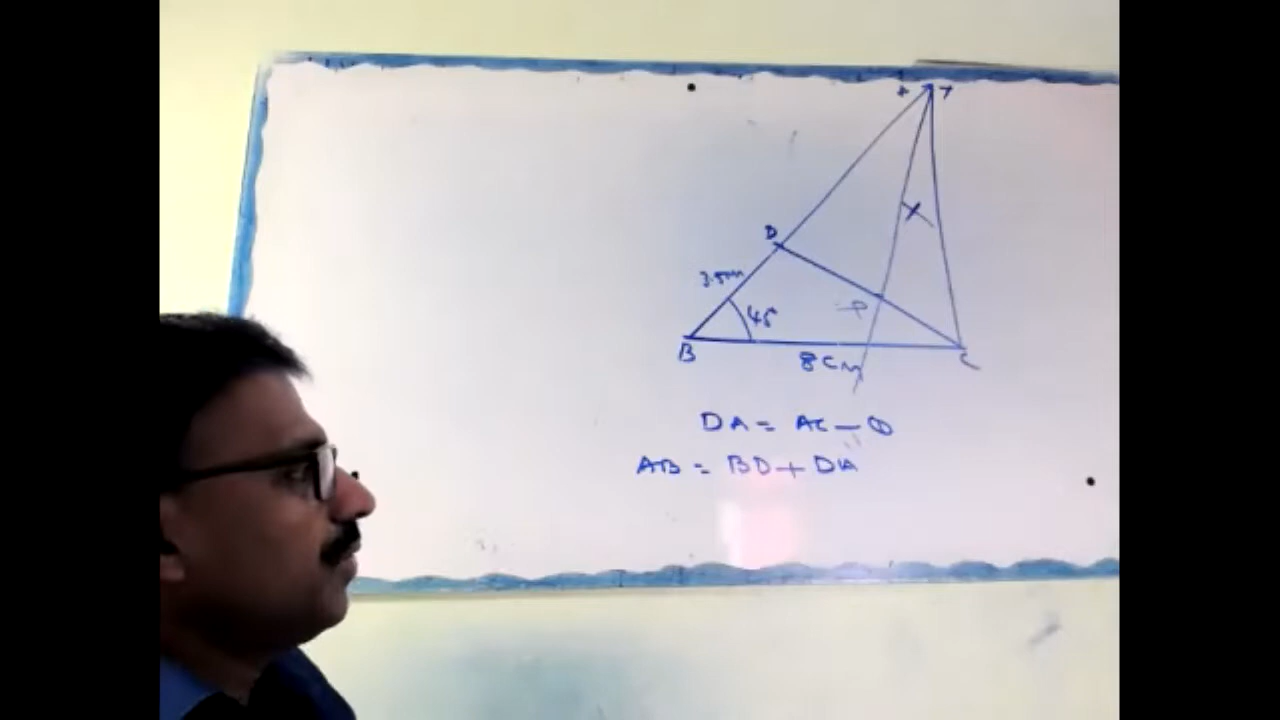 A
D
3.5cm
45°
P
B
8cm
C
DA = AC — ①
AB = BD + DA